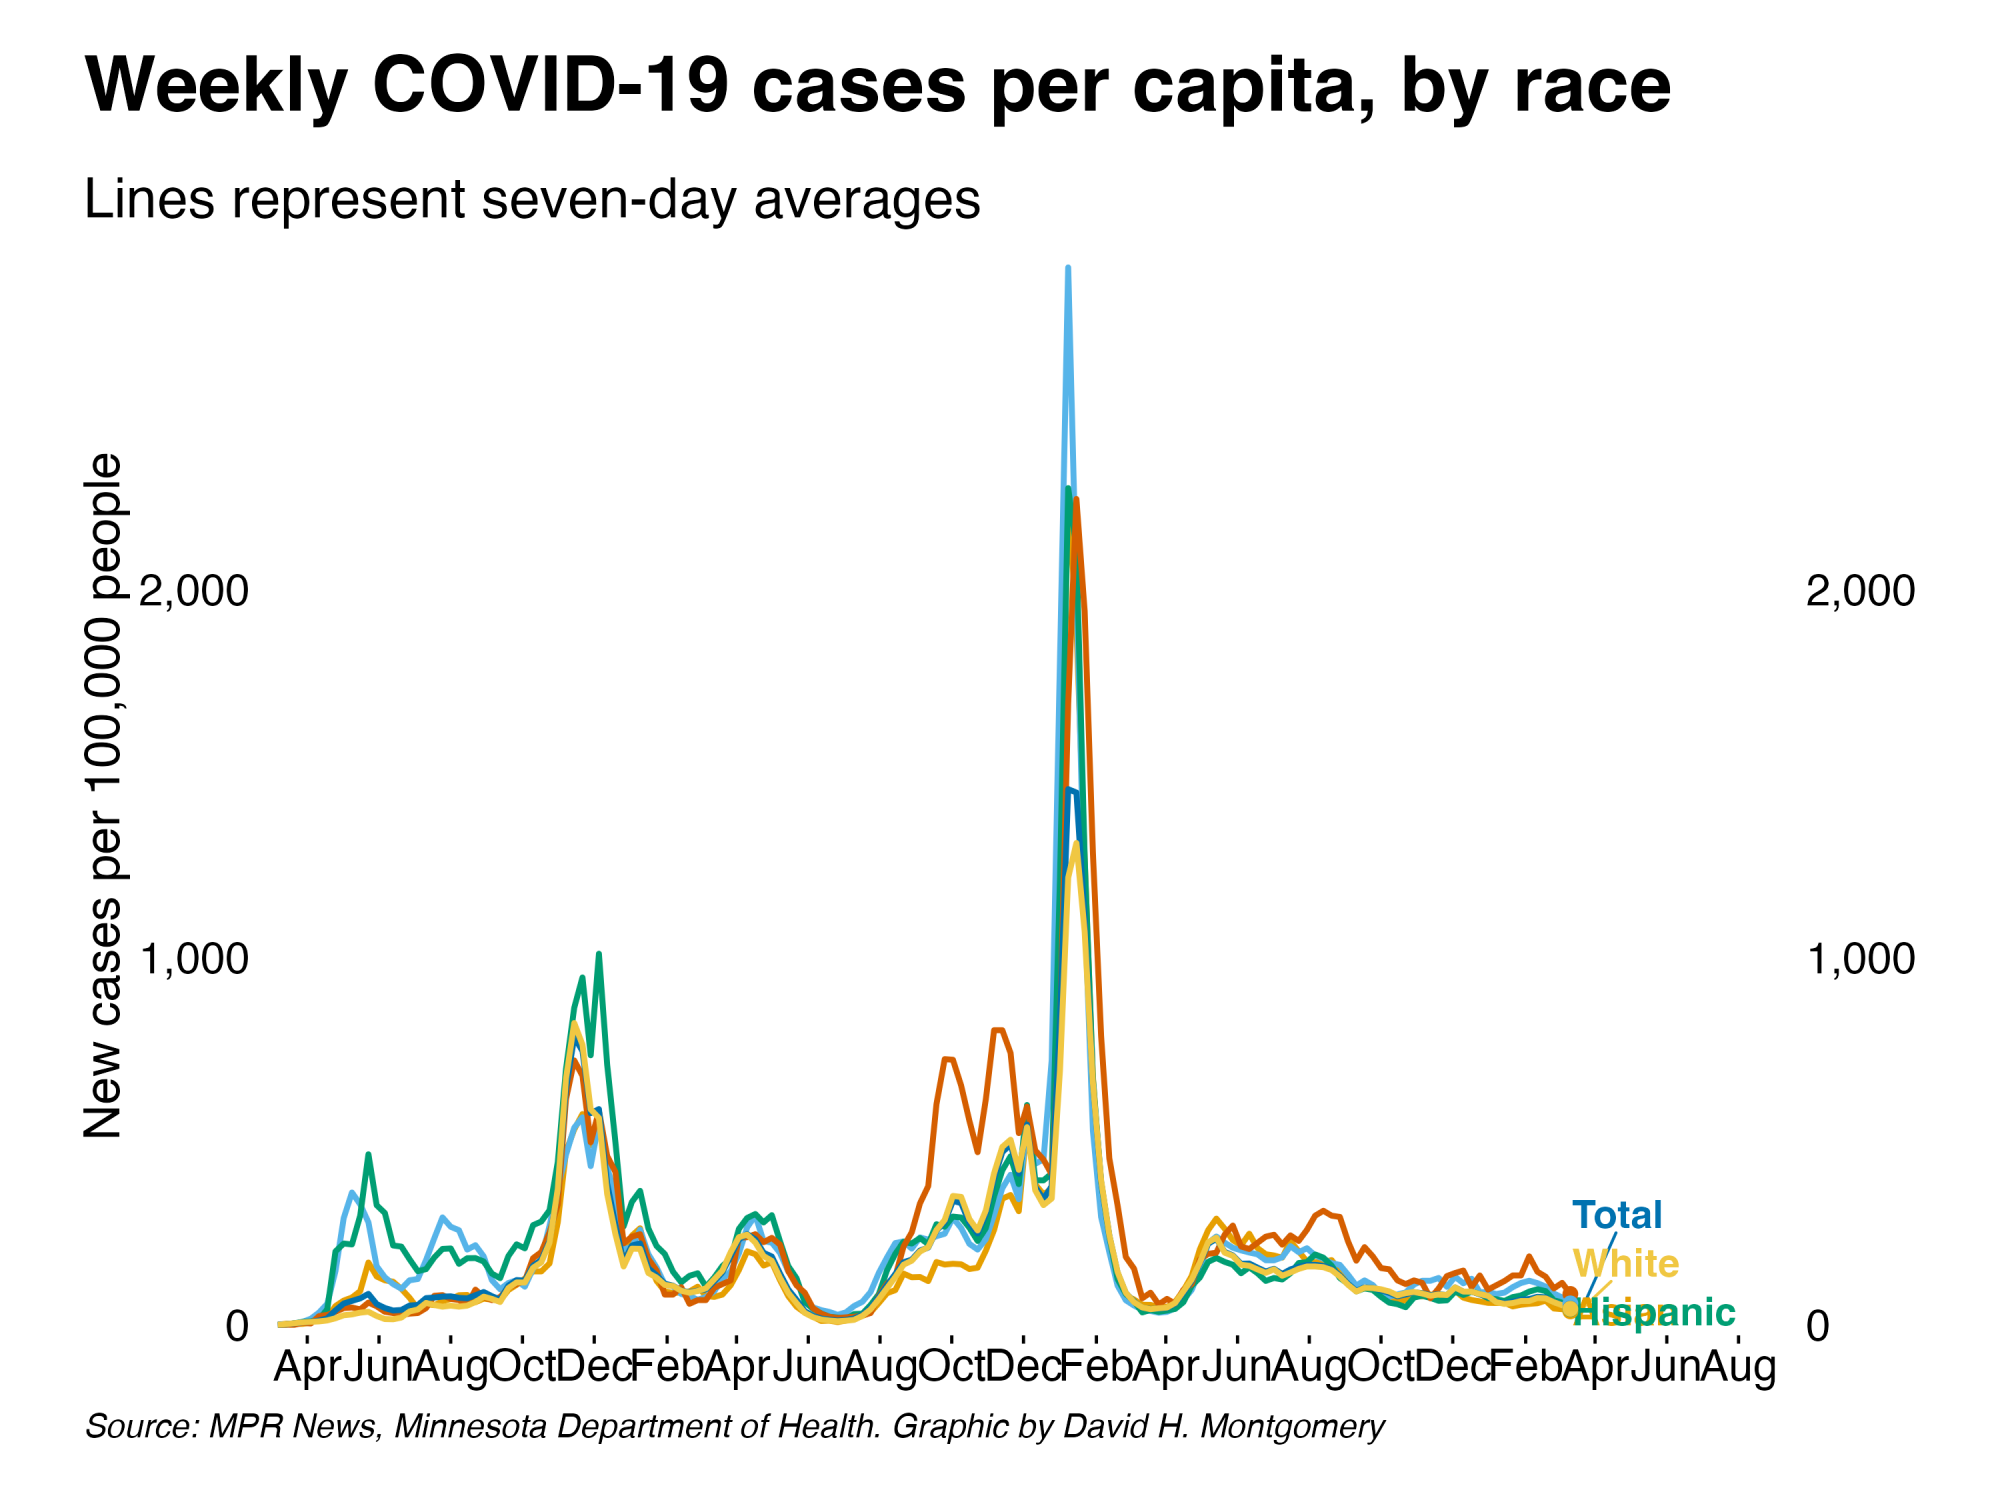 Weekly COVID-19 cases per capita, by race
Lines represent seven-day averages
New cases per 100,000 people
2,000 2,000
1,000 1,000
Total
White
Hispanic
0 0
Apr Jun Aug Oct Dec Feb Apr Jun Aug Oct Dec Feb Apr Jun Aug Oct Dec Feb Apr Jun Aug
Source: MPR News, Minnesota Department of Health. Graphic by David H. Montgomery